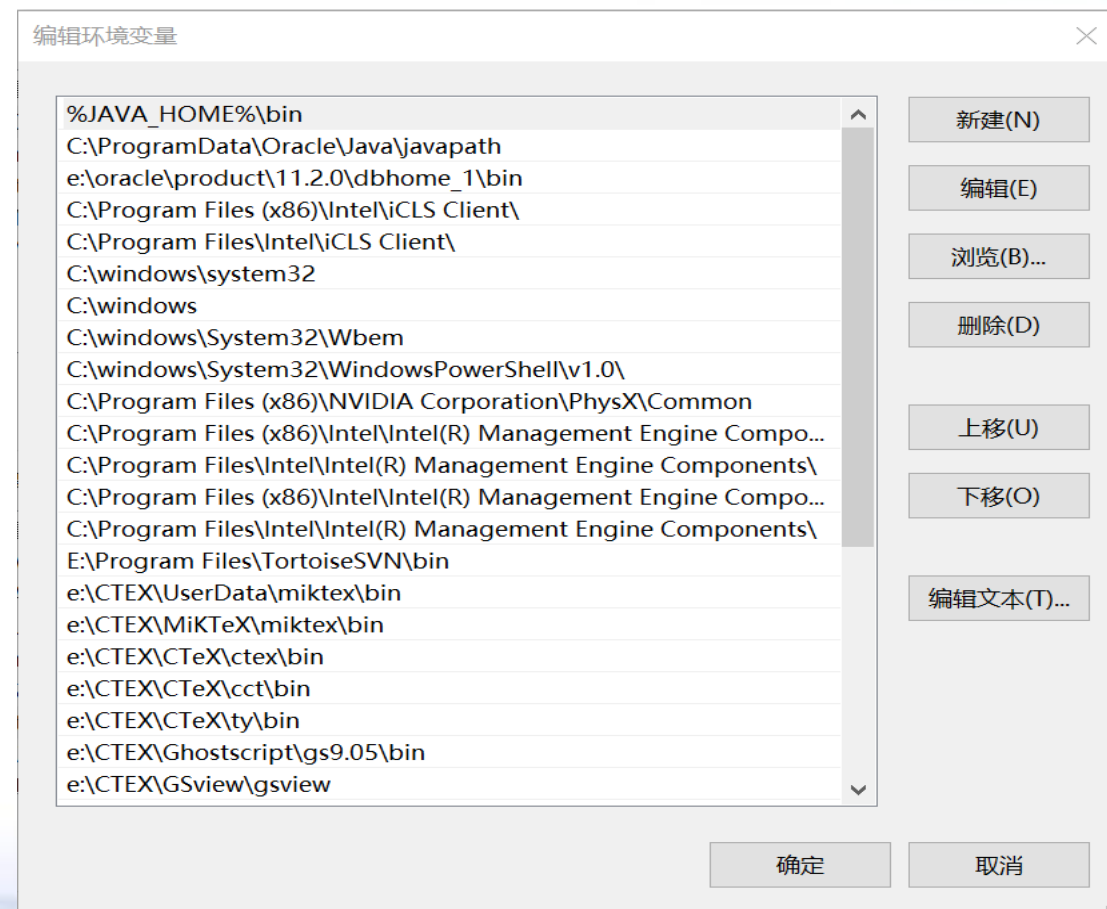 编辑环境变量
%JAVA_HOME%\bin
C:\ProgramData\Oracle\Java\javapath
e:\oracle\product\11.2.0\dbhome_1\bin
C:\Program Files (x86)\Intel\iCLS Client\
C:\Program Files\Intel\iCLS Client\
C:\windows\system32
C:\windows
C:\windows\System32\Wbem
C:\windows\System32\WindowsPowerShell\v1.0\
C:\Program Files (x86)\NVIDIA Corporation\PhysX\Common
C:\Program Files (x86)\Intel\Intel(R) Management Engine Compo...
C:\Program Files\Intel\Intel(R) Management Engine Components\
C:\Program Files (x86)\Intel\Intel(R) Management Engine Compo...
C:\Program Files\Intel\Intel(R) Management Engine Components\
E:\Program Files\TortoiseSVN\bin
e:\CTEX\UserData\miktex\bin
e:\CTEX\MiKTeX\miktex\bin
e:\CTEX\CTeX\ctex\bin
e:\CTEX\CTeX\cct\bin
e:\CTEX\CTeX\ty\bin
e:\CTEX\Ghostscript\gs9.05\bin
e:\CTEX\GSview\gsview
新建(N)
编辑(E)
浏览(B)...
删除(D)
上移(U)
下移(O)
编辑文本(T)...
确定
取消